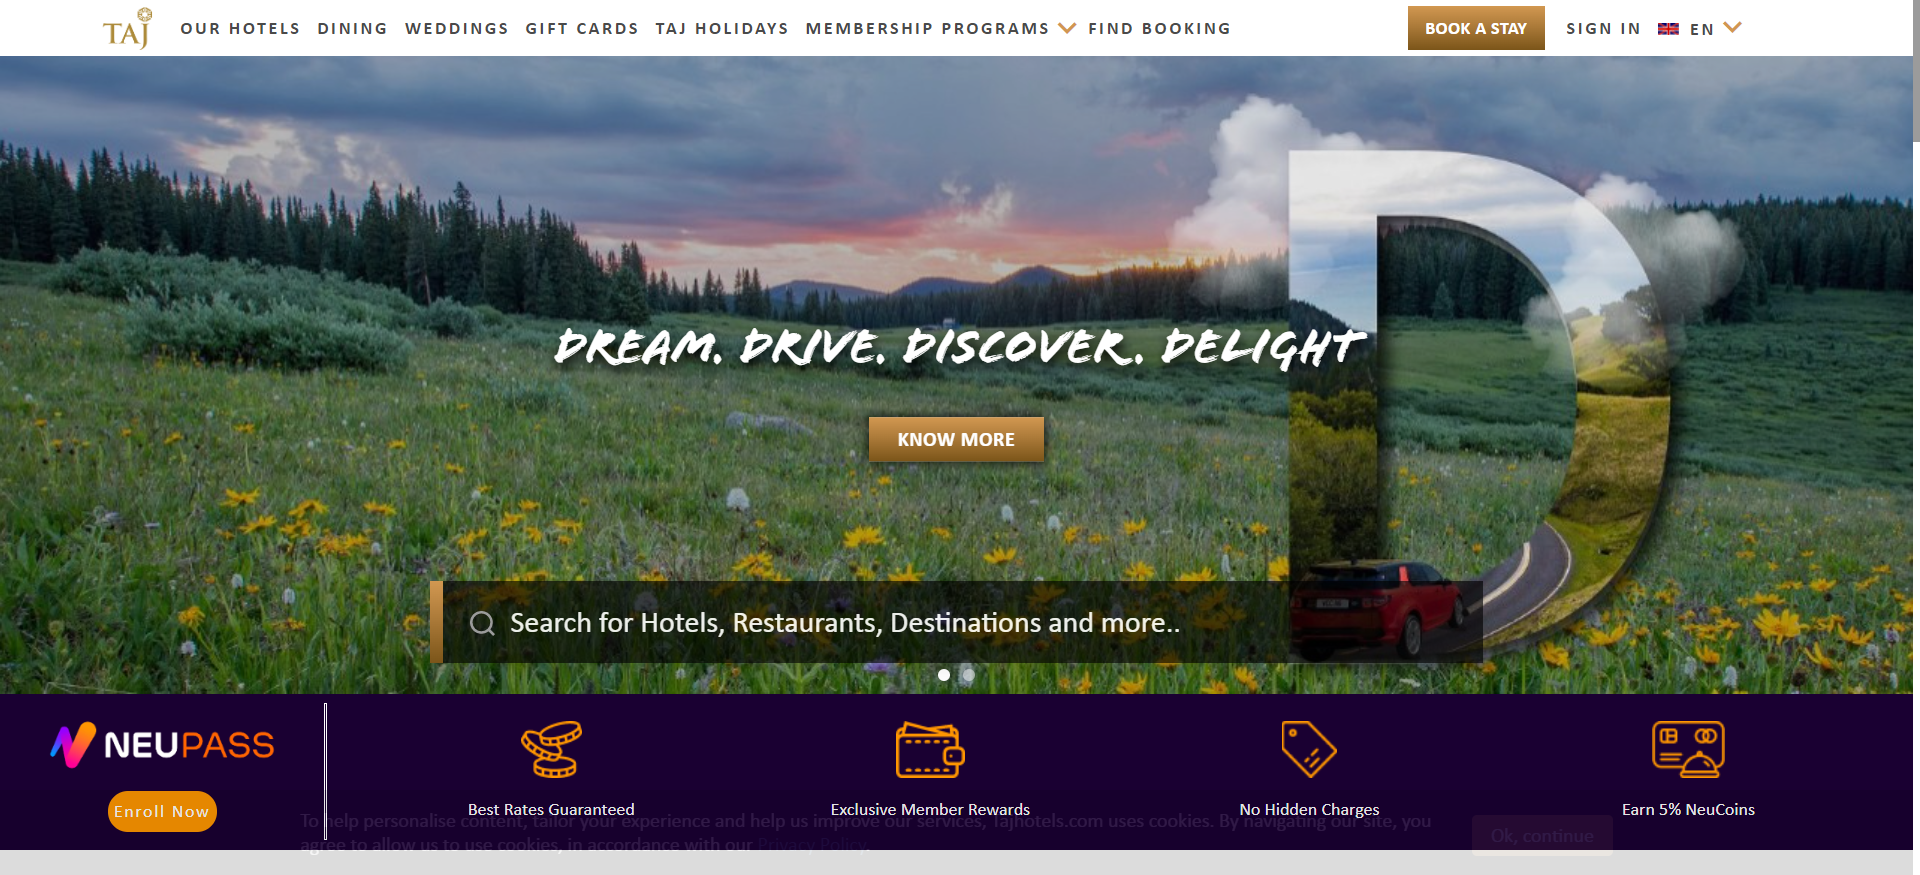 TAJ
OUR HOTELS DINING WEDDINGS GIFT CARDS TAJ HOLIDAYS MEMBERSHIP PROGRAMS FIND BOOKING BOOK A STAY SIGN IN EN
DREAM. DRIVE. DISCOVER. DELIGHT
KNOW MORE
Search for Hotels, Restaurants, Destinations and more..
NEUPASS
Enroll Now
Best Rates Guaranteed
Exclusive Member Rewards
No Hidden Charges
Earn 5% NeuCoins
To help personalise content, tailor your experience and help us improve our services, Tajhotels.com uses cookies. By navigating our site, you
agree to allow us to use cookies, in accordance with our Privacy Policy.
Ok, continue